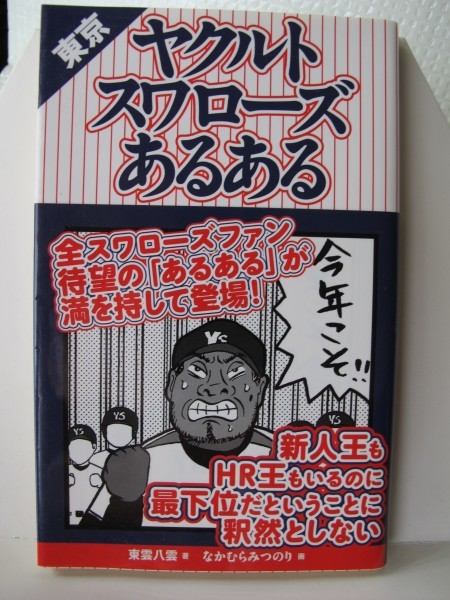 東京
ヤクルト
スワローズ
あるある
全スワローズファン
待望の「あるある」が
満を持して登場!
今年こそ!!
YS
YS
YS
YS
新人王も
HR王もいるのに
最下位だということに
釈然としない
東雲八雲 著 なかむらみつのり 画